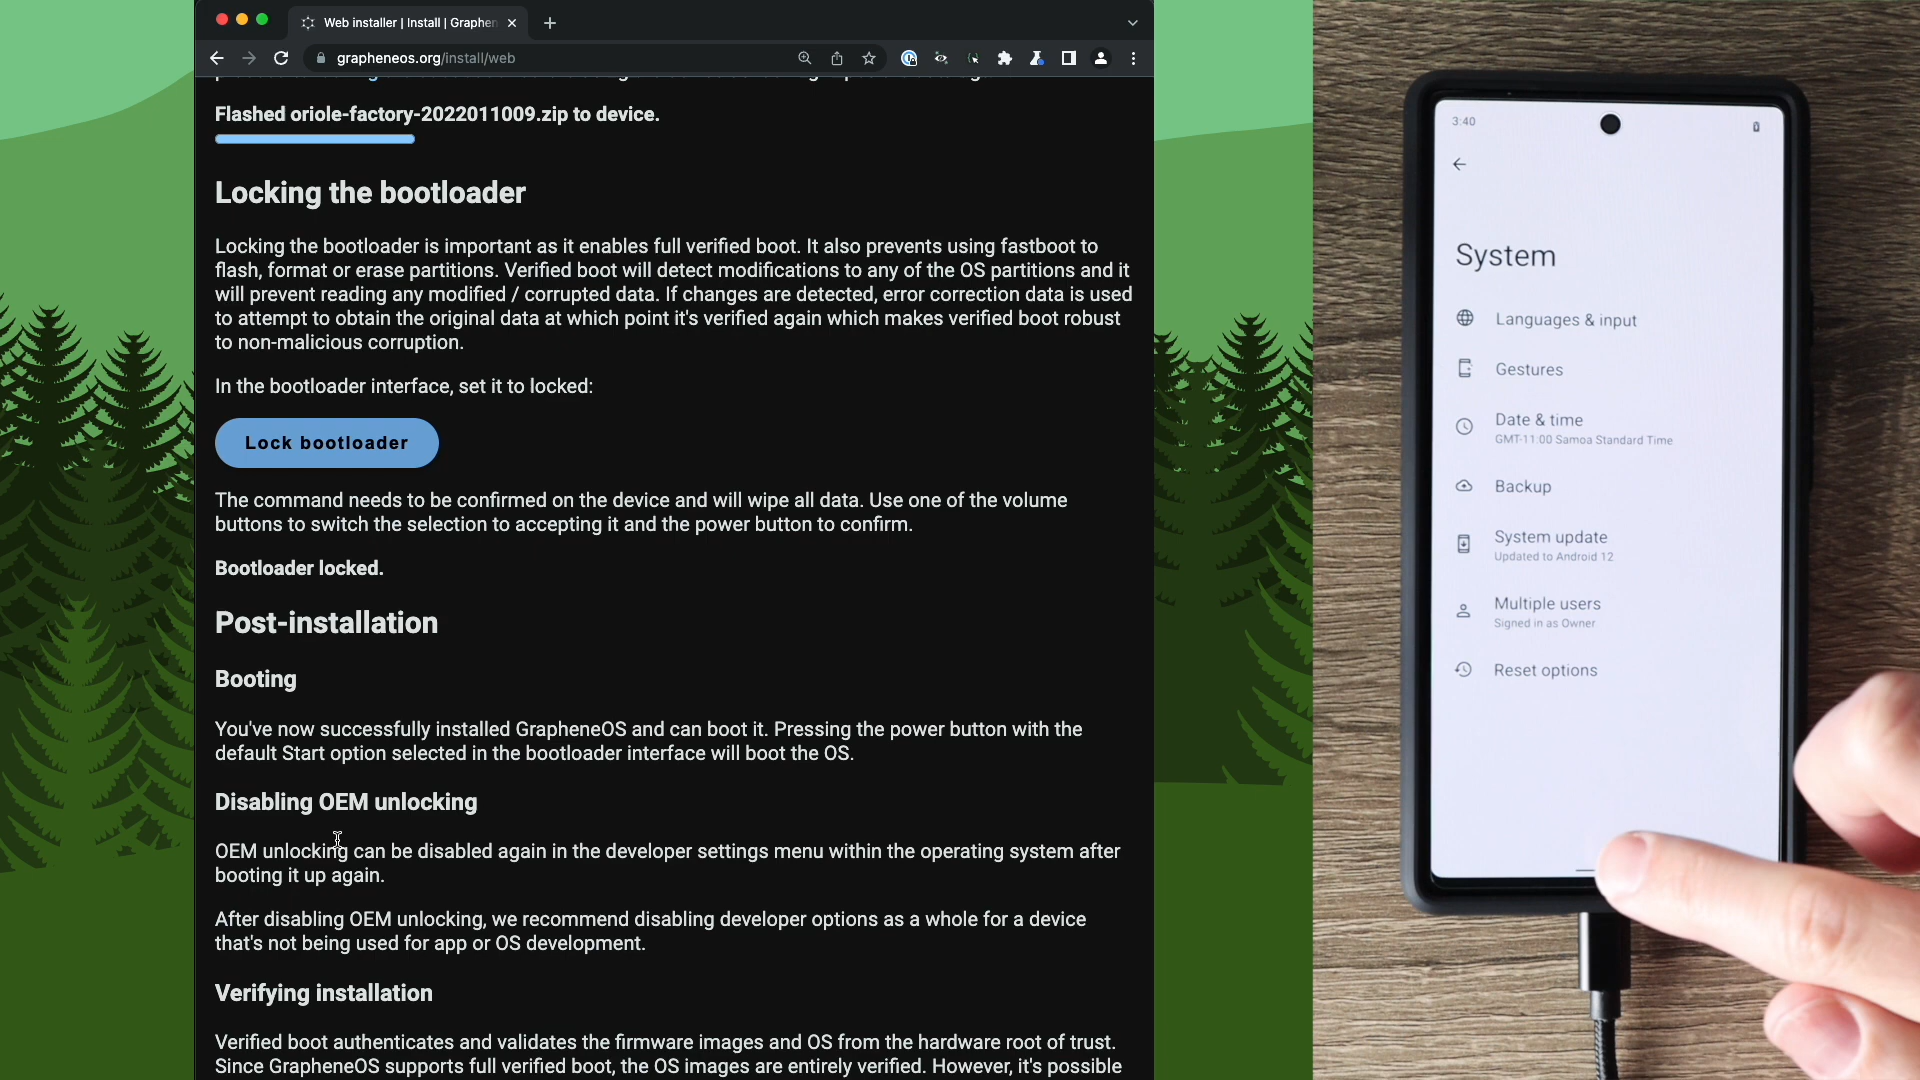 Web installer | Install | Graphen
grapheneos.org/install/web
Flashed oriole-factory-2022011009.zip to device.
Locking the bootloader
Locking the bootloader is important as it enables full verified boot. It also prevents using fastboot to
flash, format or erase partitions. Verified boot will detect modifications to any of the OS partitions and it
will prevent reading any modified / corrupted data. If changes are detected, error correction data is used
to attempt to obtain the original data at which point it's verified again which makes verified boot robust
to non-malicious corruption.
In the bootloader interface, set it to locked:
Lock bootloader
The command needs to be confirmed on the device and will wipe all data. Use one of the volume
buttons to switch the selection to accepting it and the power button to confirm.
Bootloader locked.
Post-installation
Booting
You've now successfully installed GrapheneOS and can boot it. Pressing the power button with the
default Start option selected in the bootloader interface will boot the OS.
Disabling OEM unlocking
OEM unlocking can be disabled again in the developer settings menu within the operating system after
booting it up again.
After disabling OEM unlocking, we recommend disabling developer options as a whole for a device
that's not being used for app or OS development.
Verifying installation
Verified boot authenticates and validates the firmware images and OS from the hardware root of trust.
Since GrapheneOS supports full verified boot, the OS images are entirely verified. However, it's possible
3:40
System
Languages & input
Gestures
Date & time
GMT-11:00 Samoa Standard Time
Backup
System update
Updated to Android 12
Multiple users
Signed in as Owner
Reset options